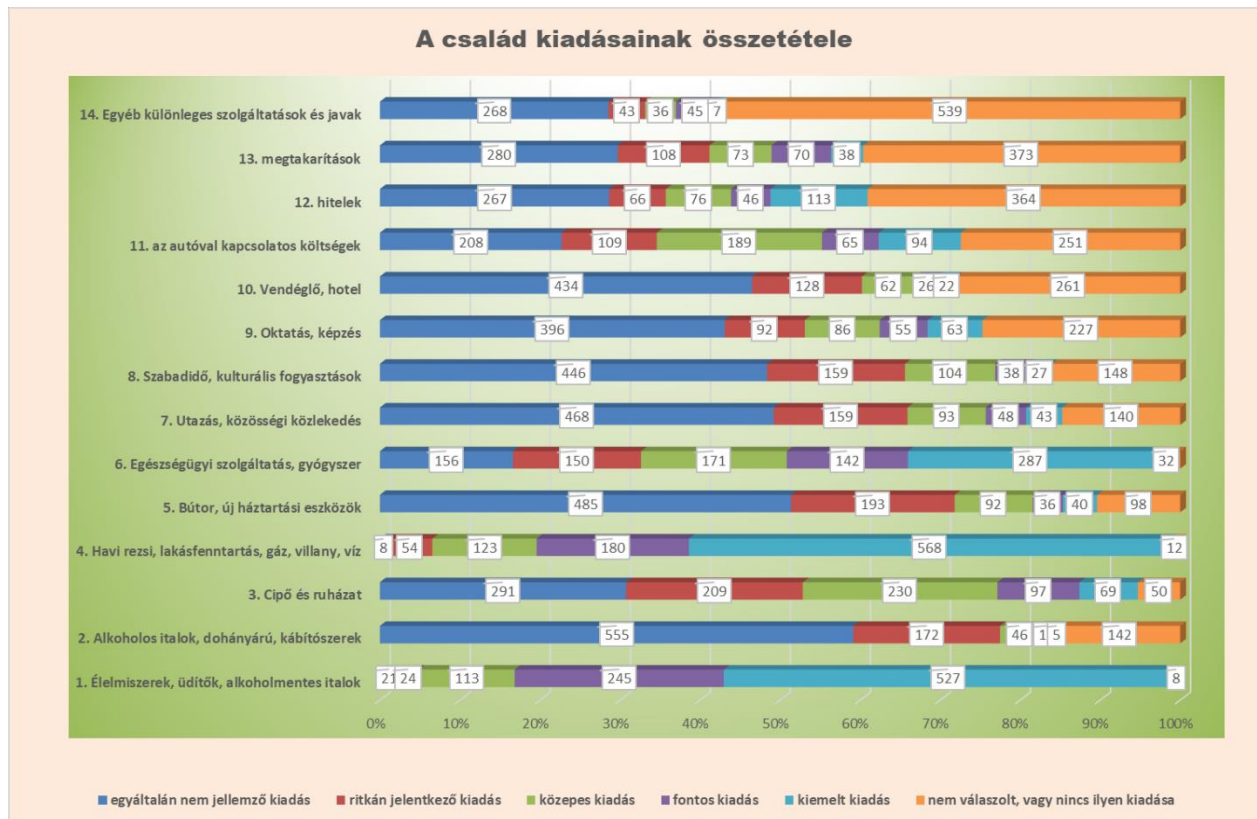 A család kiadásainak összetétele
14. Egyéb különleges szolgáltatások és javak 268 43 36 45 7 539
13. megtakarítások 280 108 73 70 38 373
12. hitelek 267 66 76 46 113 364
11. az autóval kapcsolatos költségek 208 109 189 65 94 251
10. Vendéglő, hotel 434 128 62 26 22 261
9. Oktatás, képzés 396 92 86 55 63 227
8. Szabadidő, kulturális fogyasztások 446 159 104 38 27 148
7. Utazás, közösségi közlekedés 468 159 93 48 43 140
6. Egészségügyi szolgáltatás, gyógyszer 156 150 171 142 287 32
5. Bútor, új háztartási eszközök 485 193 92 36 40 98
4. Havi rezsi, lakásfenntartás, gáz, villany, víz 8 54 123 180 568 12
3. Cipő és ruházat 291 209 230 97 69 50
2. Alkoholos italok, dohányárú, kábítószerek 555 172 46 5 142
1. Élelmiszerek, üdítők, alkoholmentes italok 21 24 113 245 527 8
0% 10% 20% 30% 40% 50% 60% 70% 80% 90% 100%
egyáltalán nem jellemző kiadás ritkán jelentkező kiadás közepes kiadás fontos kiadás kiemelt kiadás nem válaszolt, vagy nincs ilyen kiadása